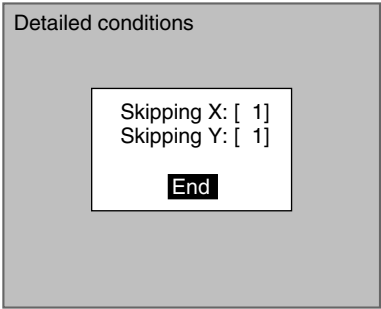 Detailed conditions
Skipping X: [  1]
Skipping Y: [  1]
End